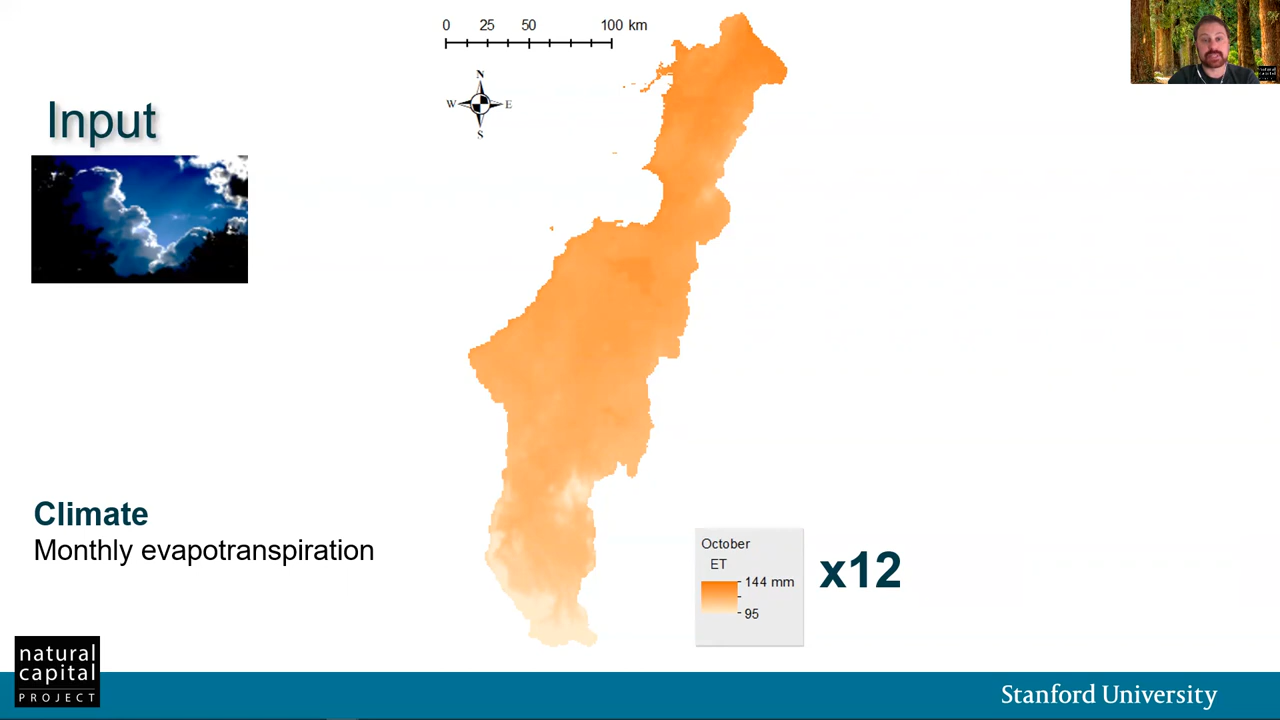 0 25 50 100 km
N
W E
S
Input
Climate
Monthly evapotranspiration
October
ET
144 mm
95
x12
natural
capital
PROJECT
Stanford University